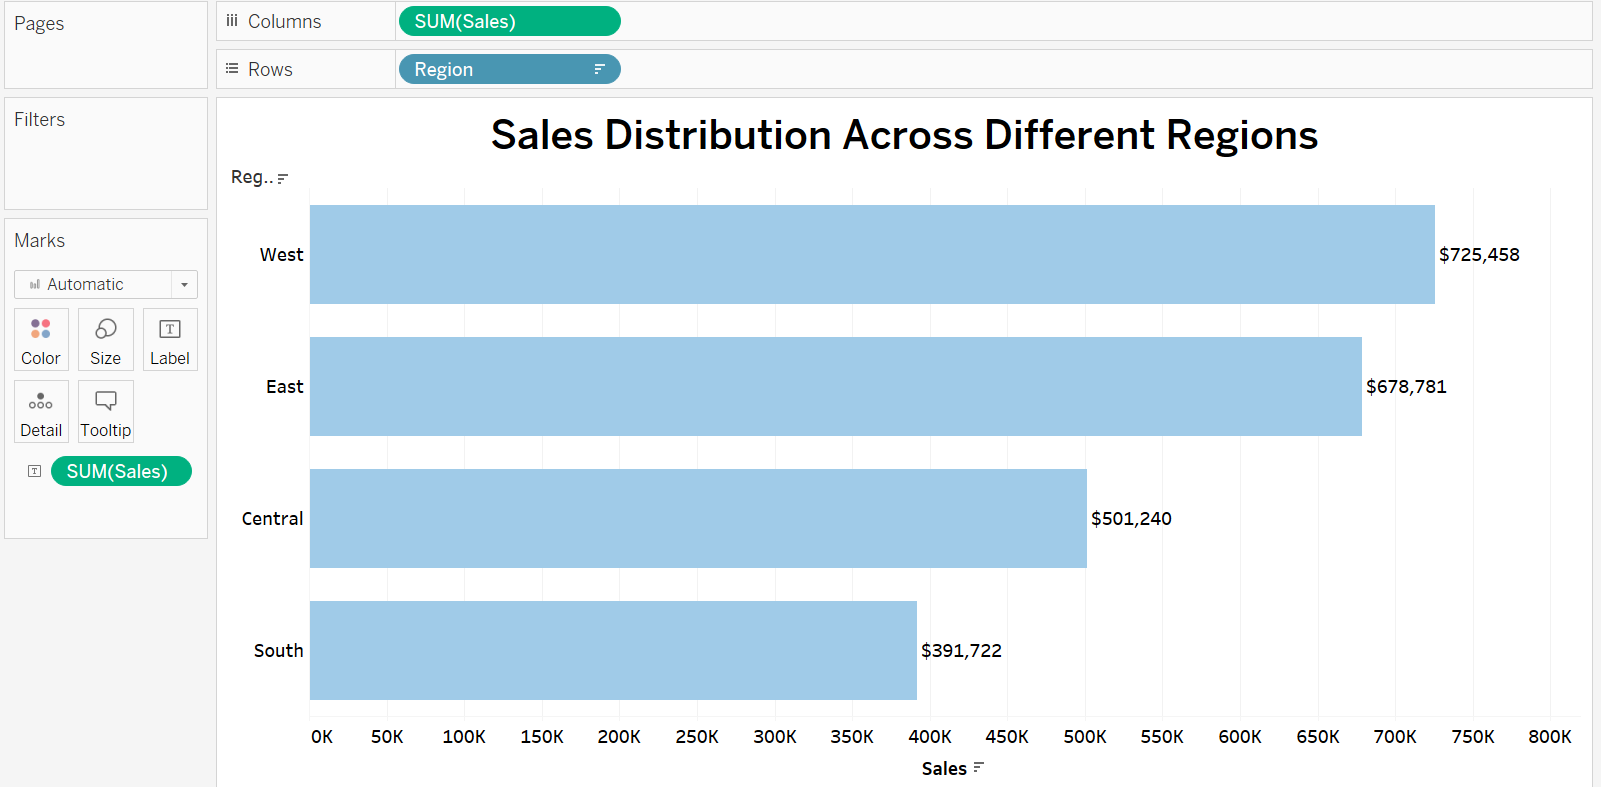 Pages
Columns
SUM(Sales)
Rows
Region
Filters
Marks
Automatic
Color
Size
Label
Detail
Tooltip
SUM(Sales)
Sales Distribution Across Different Regions
Reg..
West
$725,458
East
$678,781
Central
$501,240
South
$391,722
0K 50K 100K 150K 200K 250K 300K 350K 400K 450K 500K 550K 600K 650K 700K 750K 800K
Sales